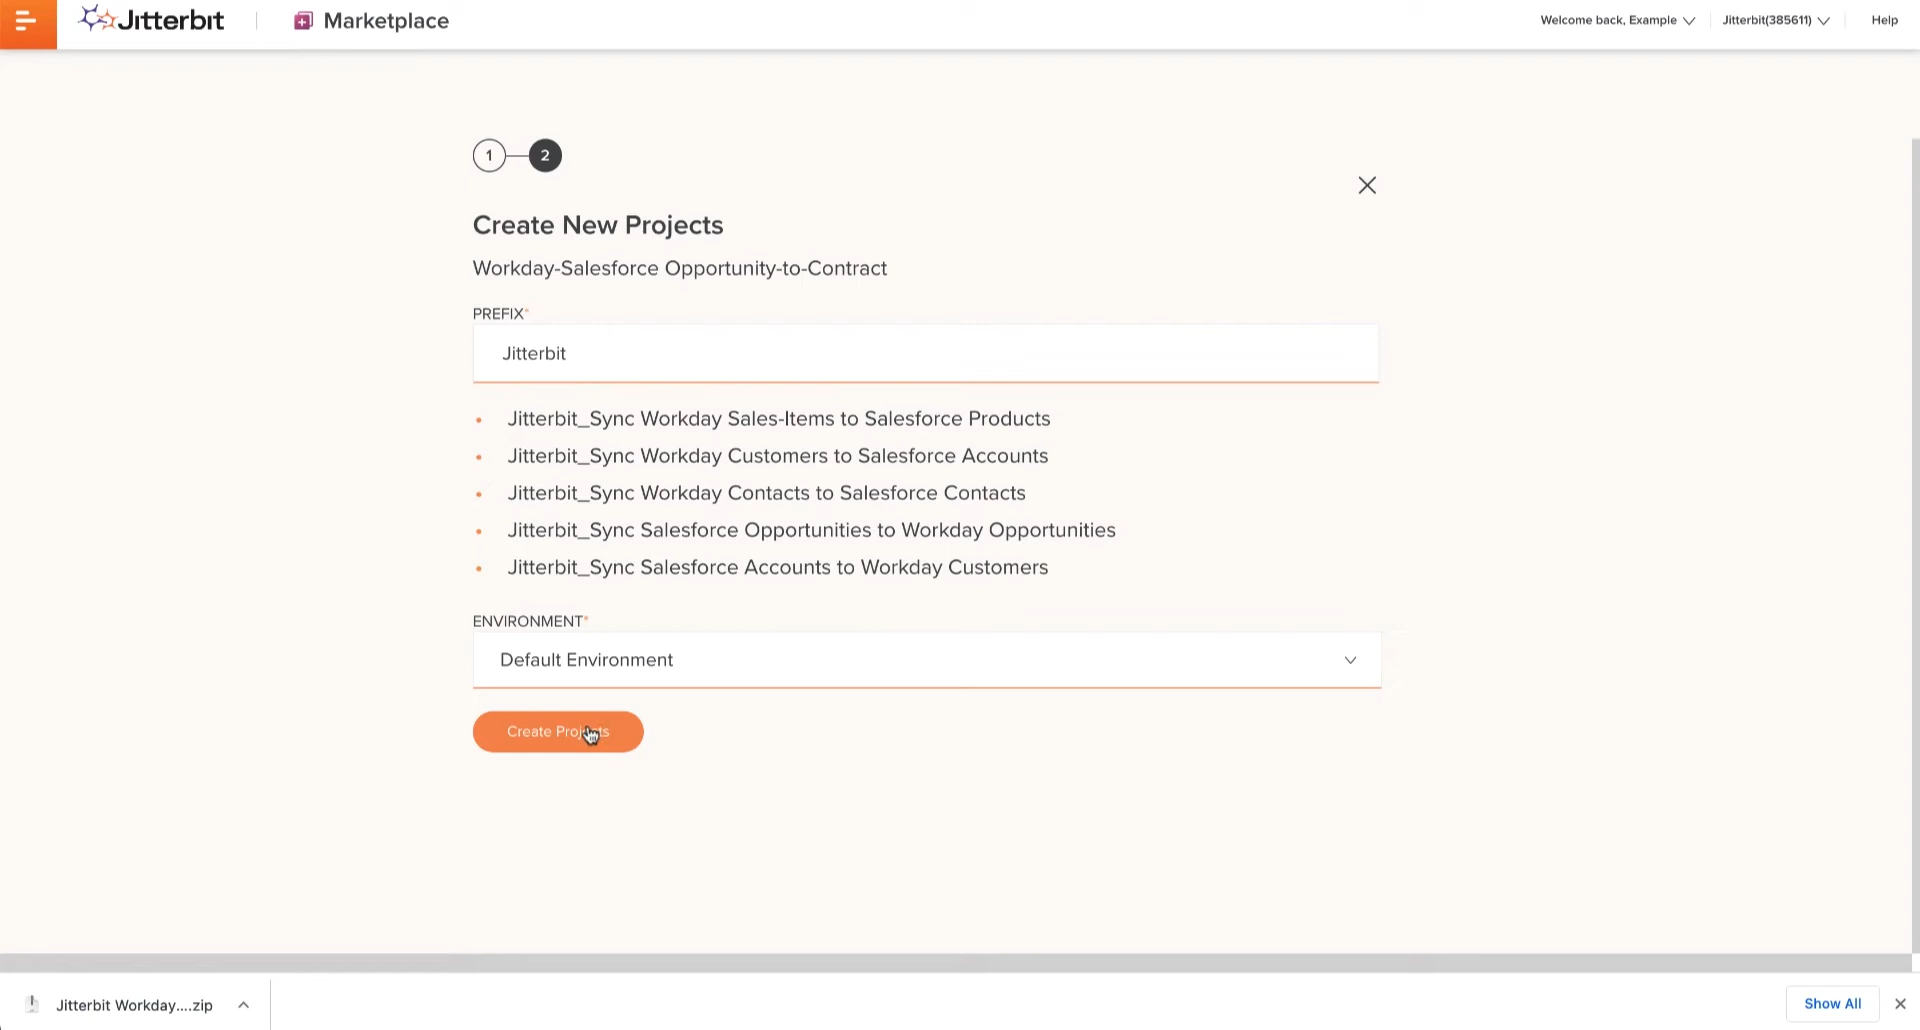 Jitterbit
Marketplace
Welcome back, Example
Jitterbit(385611)
Help
1
2
Create New Projects
Workday-Salesforce Opportunity-to-Contract
PREFIX*
Jitterbit
• Jitterbit_Sync Workday Sales-Items to Salesforce Products
• Jitterbit_Sync Workday Customers to Salesforce Accounts
• Jitterbit_Sync Workday Contacts to Salesforce Contacts
• Jitterbit_Sync Salesforce Opportunities to Workday Opportunities
• Jitterbit_Sync Salesforce Accounts to Workday Customers
ENVIRONMENT*
Default Environment
Create Projects
Jitterbit Workday....zip
Show All